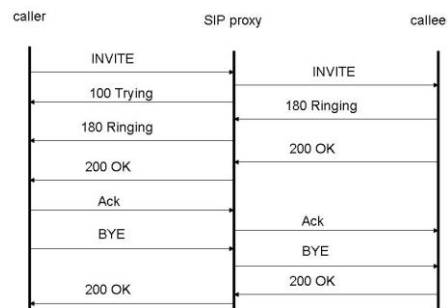 caller SIP proxy callee
INVITE
INVITE
100 Trying
180 Ringing
180 Ringing
200 OK
200 OK
Ack
Ack
BYE
BYE
200 OK
200 OK